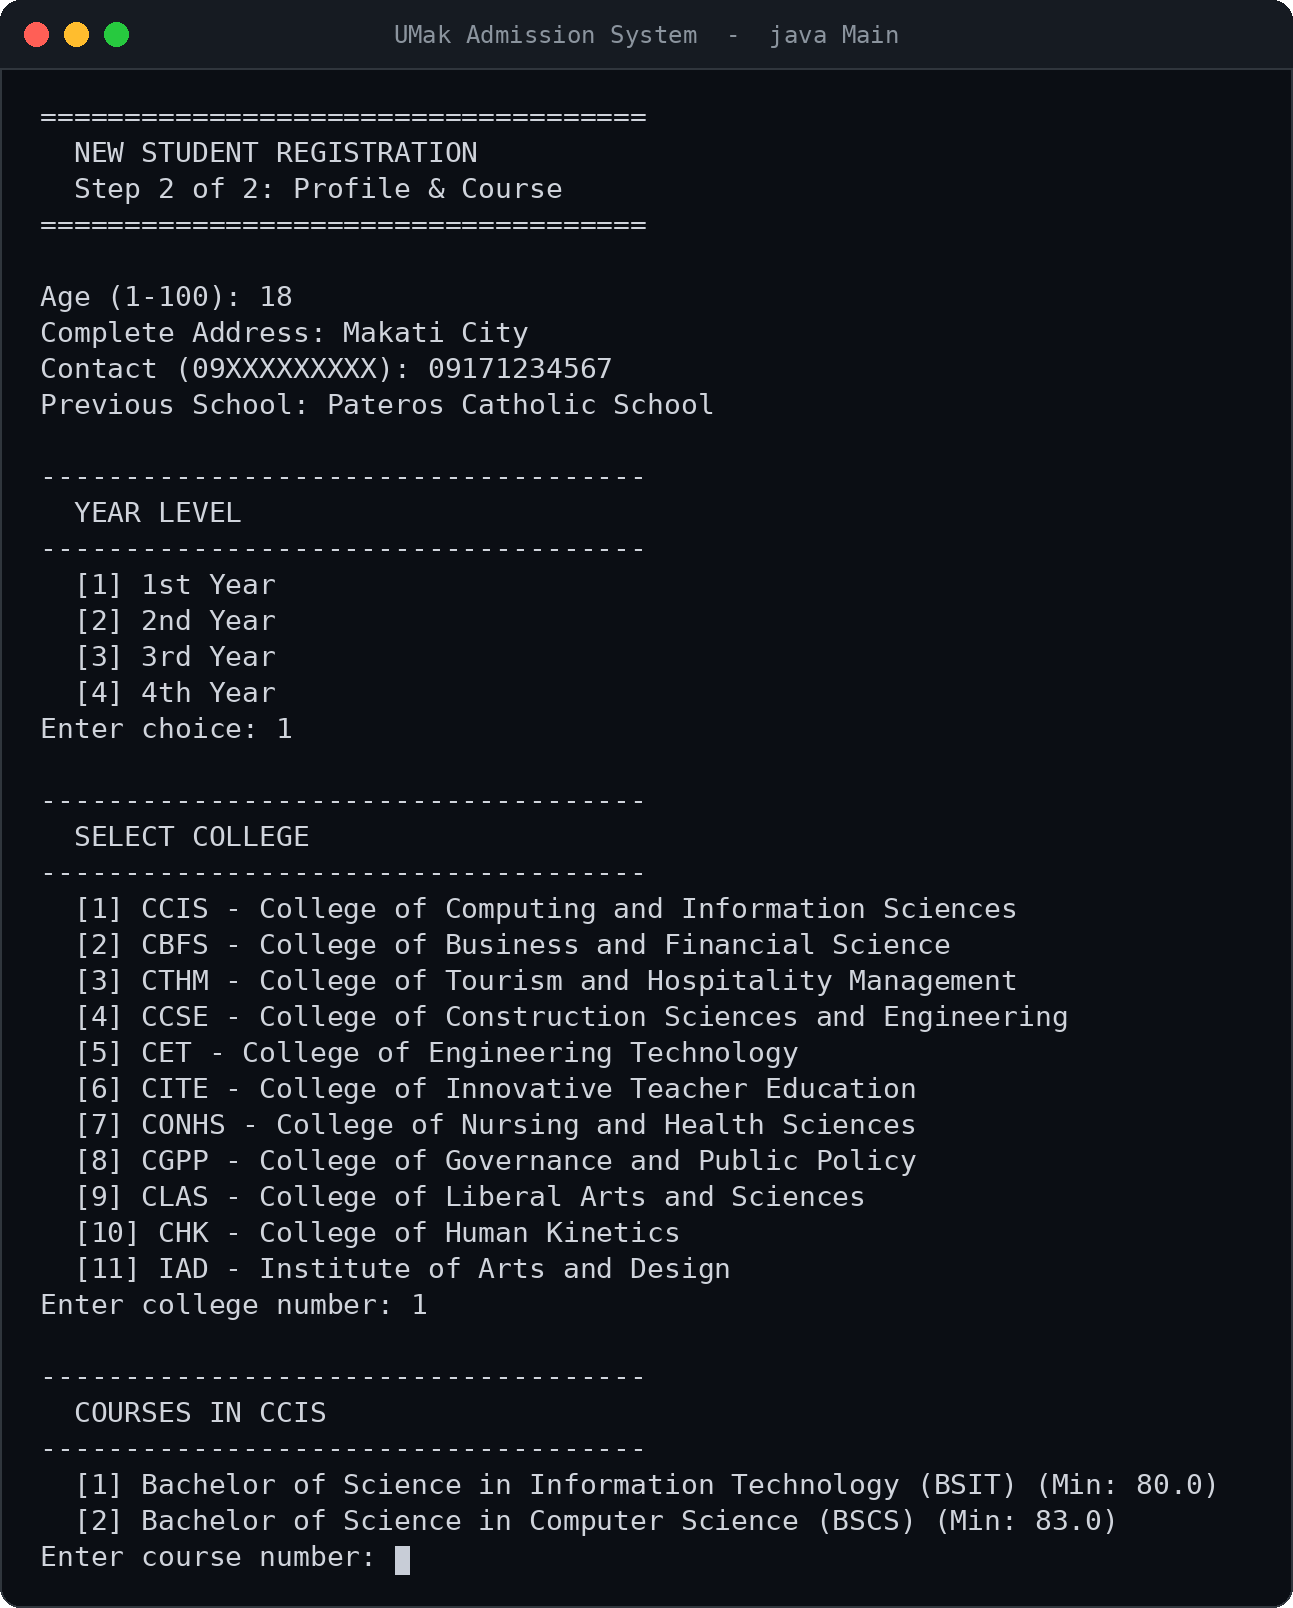 UMak Admission System  -  java Main
====================================
  NEW STUDENT REGISTRATION
  Step 2 of 2: Profile & Course
====================================
Age (1-100): 18
Complete Address: Makati City
Contact (09XXXXXXXXX): 09171234567
Previous School: Pateros Catholic School
------------------------------------
  YEAR LEVEL
------------------------------------
  [1] 1st Year
  [2] 2nd Year
  [3] 3rd Year
  [4] 4th Year
Enter choice: 1
------------------------------------
  SELECT COLLEGE
------------------------------------
  [1] CCIS - College of Computing and Information Sciences
  [2] CBFS - College of Business and Financial Science
  [3] CTHM - College of Tourism and Hospitality Management
  [4] CCSE - College of Construction Sciences and Engineering
  [5] CET - College of Engineering Technology
  [6] CITE - College of Innovative Teacher Education
  [7] CONHS - College of Nursing and Health Sciences
  [8] CGPP - College of Governance and Public Policy
  [9] CLAS - College of Liberal Arts and Sciences
  [10] CHK - College of Human Kinetics
  [11] IAD - Institute of Arts and Design
Enter college number: 1
------------------------------------
  COURSES IN CCIS
------------------------------------
  [1] Bachelor of Science in Information Technology (BSIT) (Min: 80.0)
  [2] Bachelor of Science in Computer Science (BSCS) (Min: 83.0)
Enter course number: